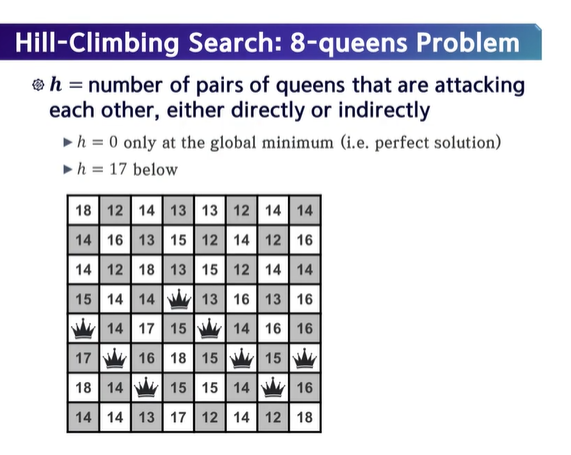 Hill-Climbing Search: 8-queens Problem
h = number of pairs of queens that are attacking
each other, either directly or indirectly
h = 0 only at the global minimum (i.e. perfect solution)
h = 17 below
18 12 14 13 13 12 14 14
14 16 13 15 12 14 12 16
14 12 18 13 15 12 14 14
15 14 14 13 16 13 16
14 17 15 14 16 16
17 16 18 15 15
18 14 15 15 14 16
14 14 13 17 12 14 12 18